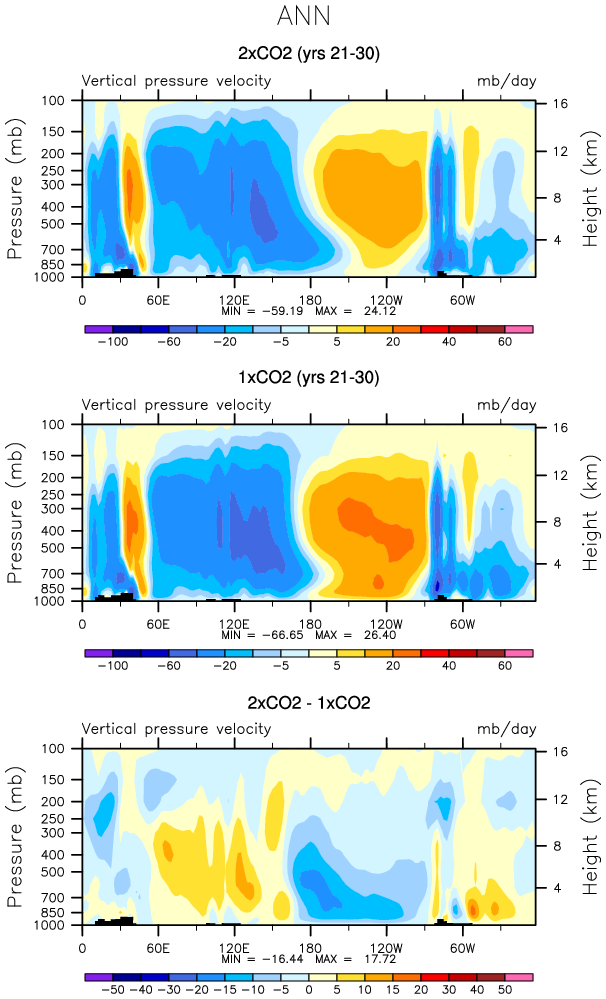 ANN
2xCO2 (yrs 21-30)
Vertical pressure velocity mb/day
Pressure (mb)
100
150
200
250
300
400
500
700
850
1000
16
12
8
4
Height (km)
0 60E 120E 180 120W 60W
MIN = -59.19 MAX = 24.12
-100 -60 -20 -5 5 20 40 60
1xCO2 (yrs 21-30)
Vertical pressure velocity mb/day
Pressure (mb)
100
150
200
250
300
400
500
700
850
1000
16
12
8
4
Height (km)
0 60E 120E 180 120W 60W
MIN = -66.65 MAX = 26.40
-100 -60 -20 -5 5 20 40 60
2xCO2 - 1xCO2
Vertical pressure velocity mb/day
Pressure (mb)
100
150
200
250
300
400
500
700
850
1000
16
12
8
4
Height (km)
0 60E 120E 180 120W 60W
MIN = -16.44 MAX = 17.72
-50 -40 -30 -20 -15 -10 -5 0 5 10 15 20 30 40 50